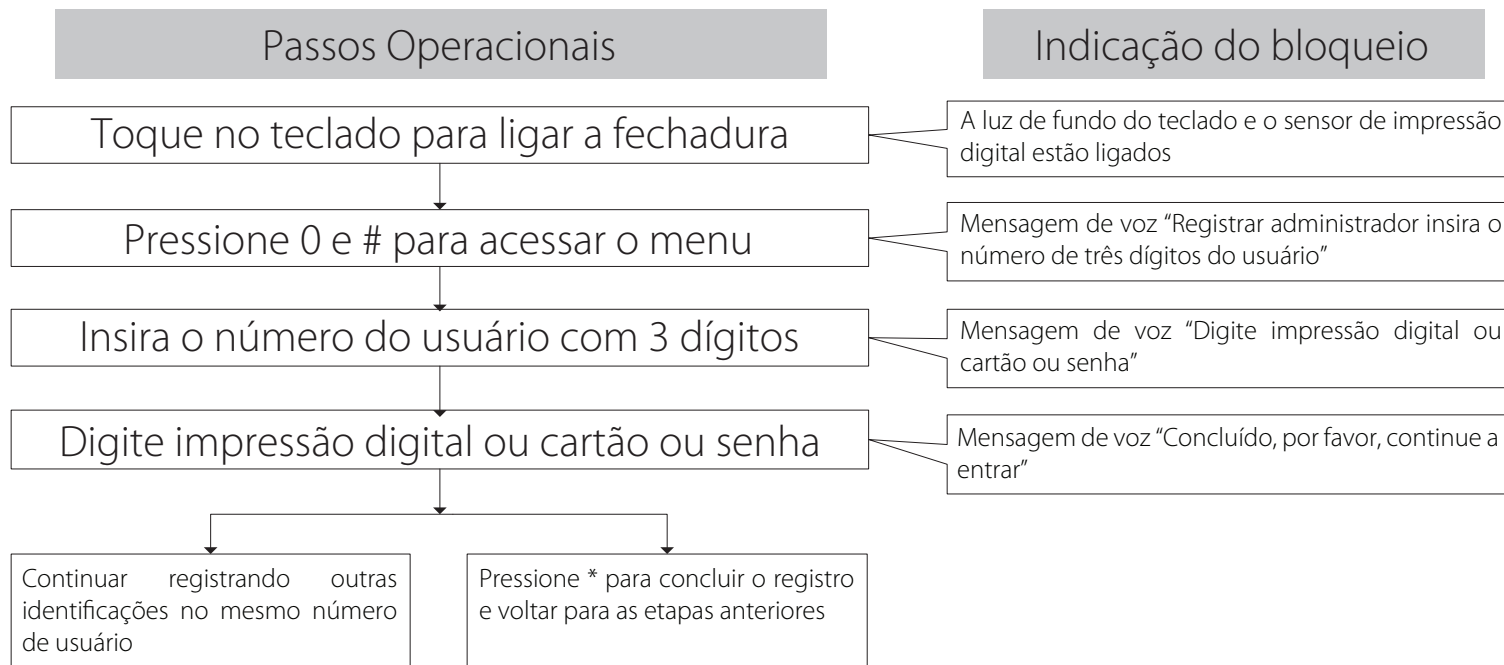 Passos Operacionais
Indicação do bloqueio
Toque no teclado para ligar a fechadura
A luz de fundo do teclado e o sensor de impressão
digital estão ligados
Pressione 0 e # para acessar o menu
Mensagem de voz “Registrar administrador insira o
número de três dígitos do usuário”
Insira o número do usuário com 3 dígitos
Mensagem de voz “Digite impressão digital ou
cartão ou senha”
Digite impressão digital ou cartão ou senha
Mensagem de voz “Concluído, por favor, continue a
entrar”
Continuar registrando outras
identificações no mesmo número
de usuário
Pressione * para concluir o registro
e voltar para as etapas anteriores